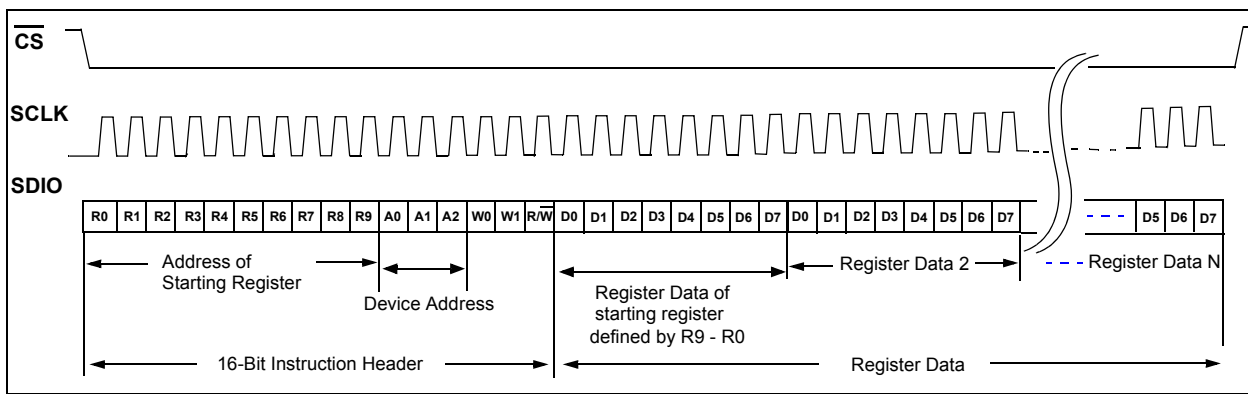 CS
SCLK
SDIO
R0 R1 R2 R3 R4 R5 R6 R7 R8 R9 A0 A1 A2 W0 W1 R/W D0 D1 D2 D3 D4 D5 D6 D7 D0 D1 D2 D3 D4 D5 D6 D7 D5 D6 D7
Address of
Starting Register
Device Address
Register Data of
starting register
defined by R9 - R0
Register Data 2
Register Data N
16-Bit Instruction Header
Register Data